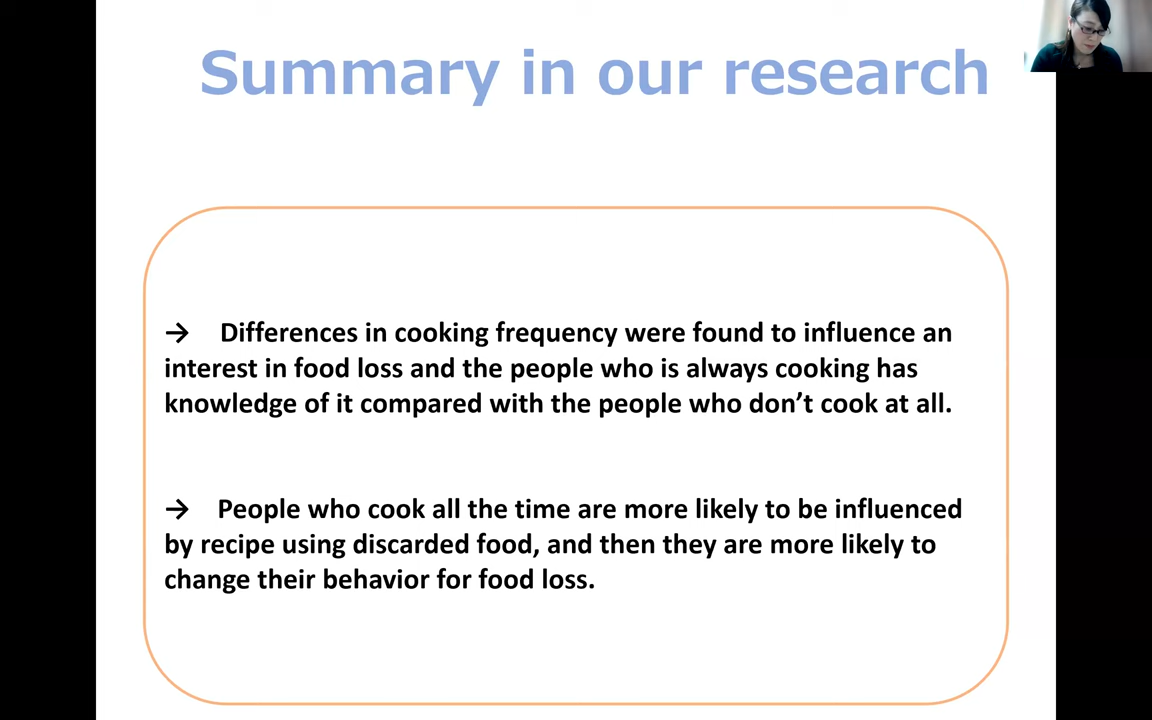 Summary in our research
→ Differences in cooking frequency were found to influence an
interest in food loss and the people who is always cooking has
knowledge of it compared with the people who don’t cook at all.
→ People who cook all the time are more likely to be influenced
by recipe using discarded food, and then they are more likely to
change their behavior for food loss.